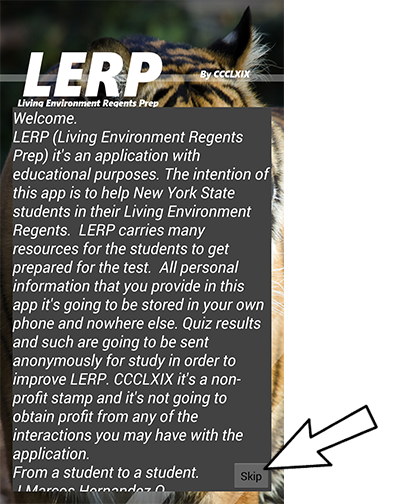 LERP
By CCCLXIX
Living Environment Regents Prep
Welcome.
LERP (Living Environment Regents
Prep) it's an application with
educational purposes. The intention of
this app is to help New York State
students in their Living Environment
Regents.  LERP carries many
resources for the students to get
prepared for the test.  All personal
information that you provide in this
app it's going to be stored in your own
phone and nowhere else. Quiz results
and such are going to be sent
anonymously for study in order to
improve LERP. CCCLXIX it's a non-
profit stamp and it's not going to
obtain profit from any of the
interactions you may have with the
application.
From a student to a student.
Skip